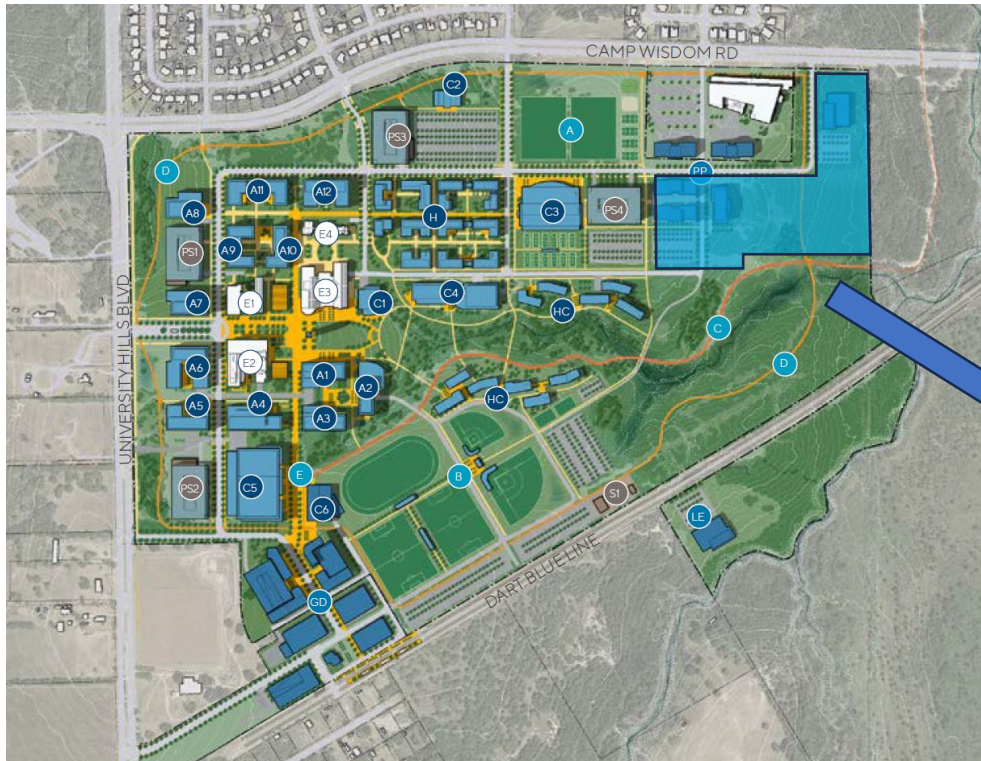 CAMP WISDOM RD
C2
A
PS3
D
PP
A11
A12
A8
H
C3
PS4
E4
PS1
A9
A10
E3
A7
E1
C1
C4
HC
C
E2
A6
A1
D
A2
HC
A5
A4
A3
UNIVERSITY HILLS BLVD
E
B
PS2
C5
C6
S1
LE
DART BLUE LINE
GD